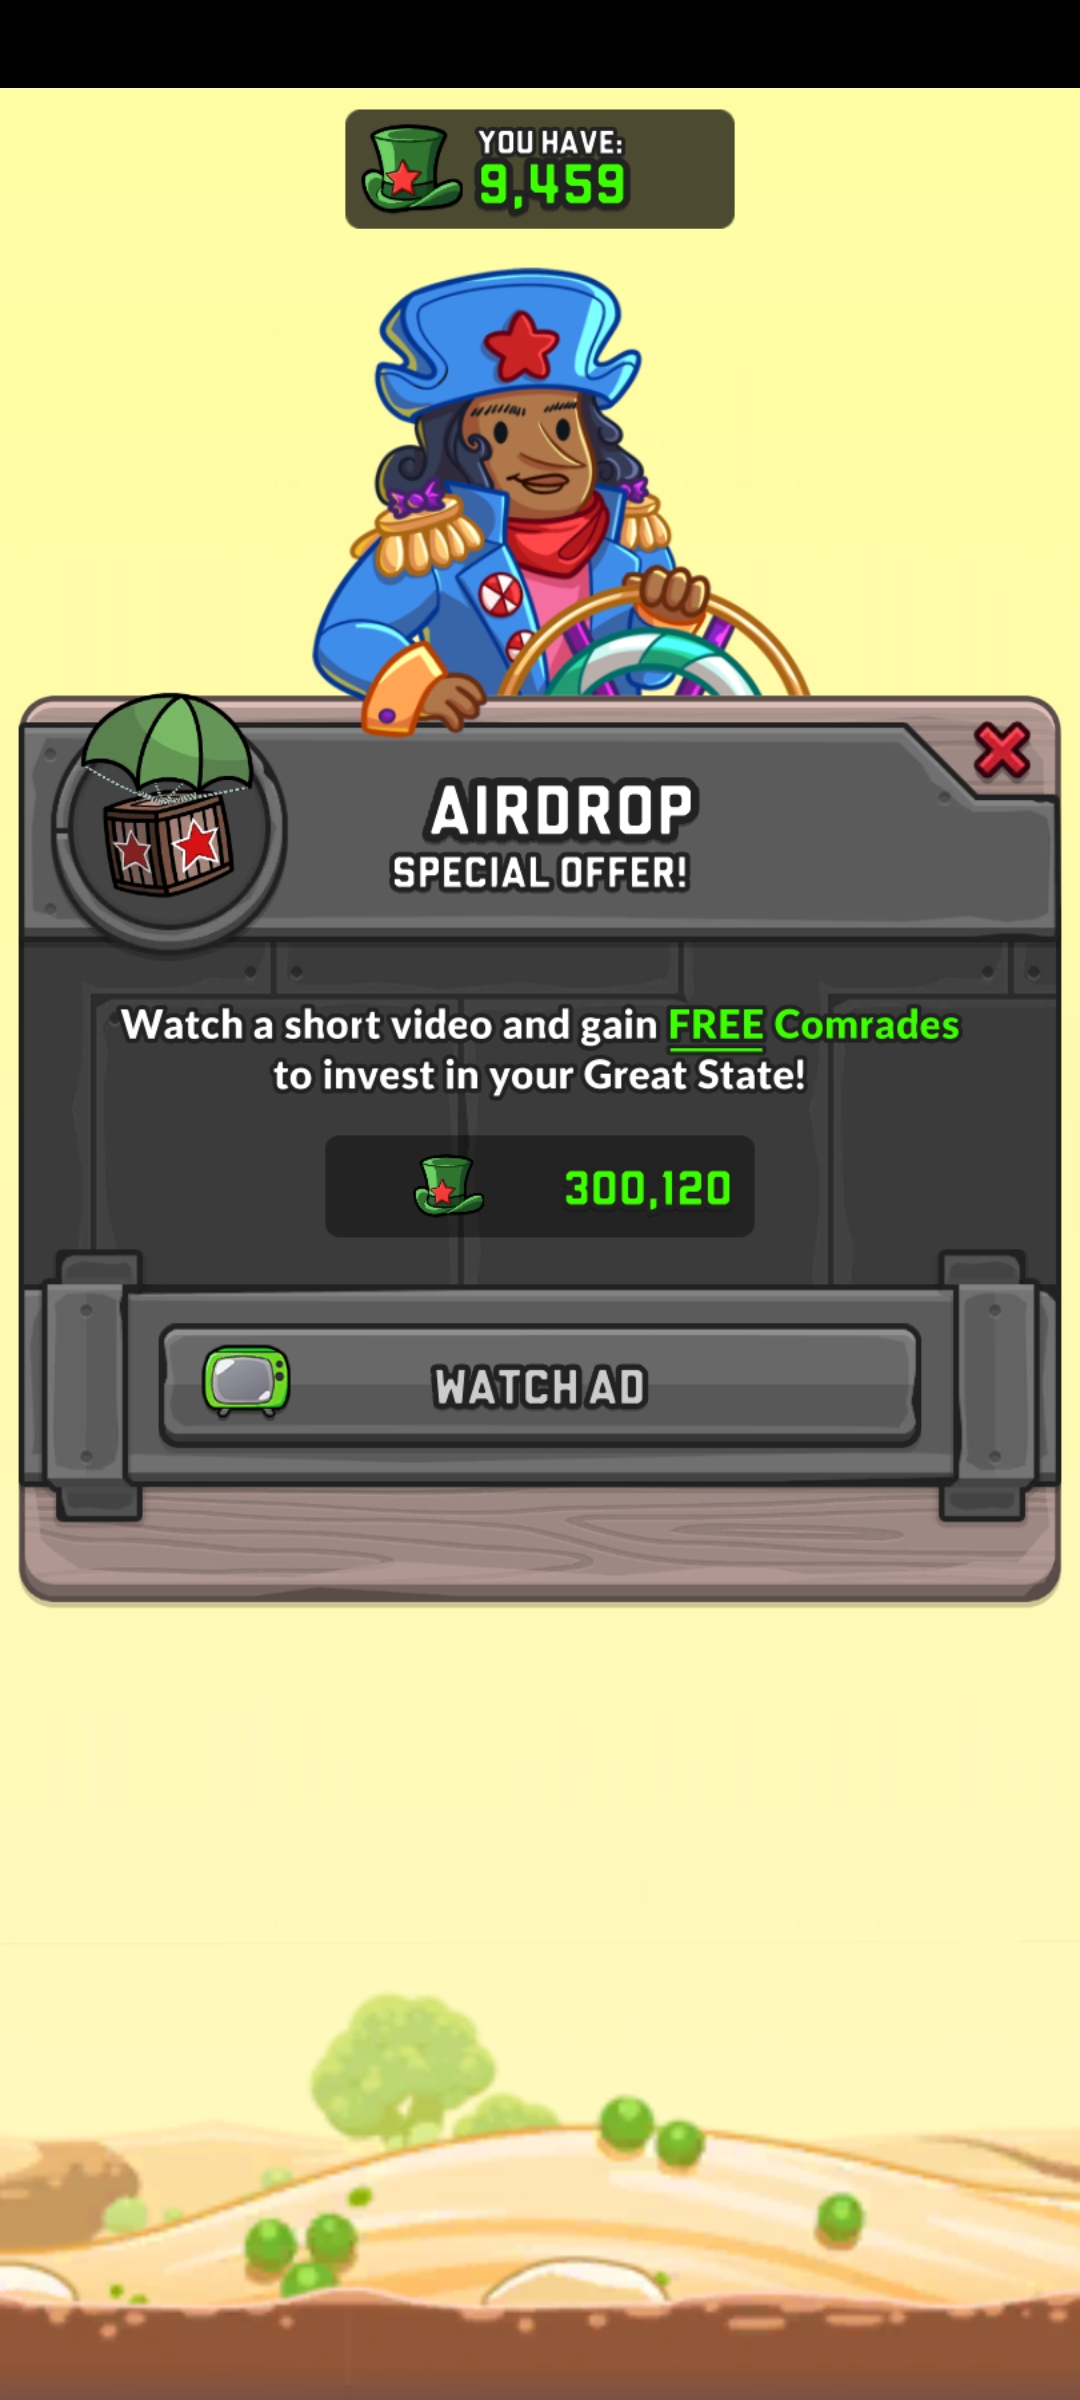 YOU HAVE:
9,459
AIRDROP
SPECIAL OFFER!
Watch a short video and gain FREE Comrades
to invest in your Great State!
300,120
WATCH AD